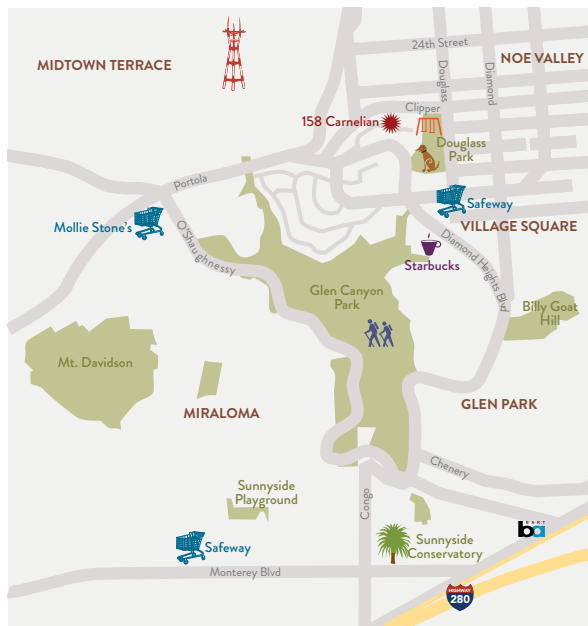 24th Street
MIDTOWN TERRACE
NOE VALLEY
Douglass
Diamond
Clipper
158 Carnelian
Douglass
Park
Portola
Safeway
Mollie Stone's
VILLAGE SQUARE
O'Shaughnessy
Diamond Heights Blvd
Starbucks
Glen Canyon
Park
Billy Goat
Hill
Mt. Davidson
MIRALOMA
GLEN PARK
Chenery
Sunnyside
Playground
Congo
BART
ba
Safeway
Sunnyside
Conservatory
Monterey Blvd
HIGHWAY
280